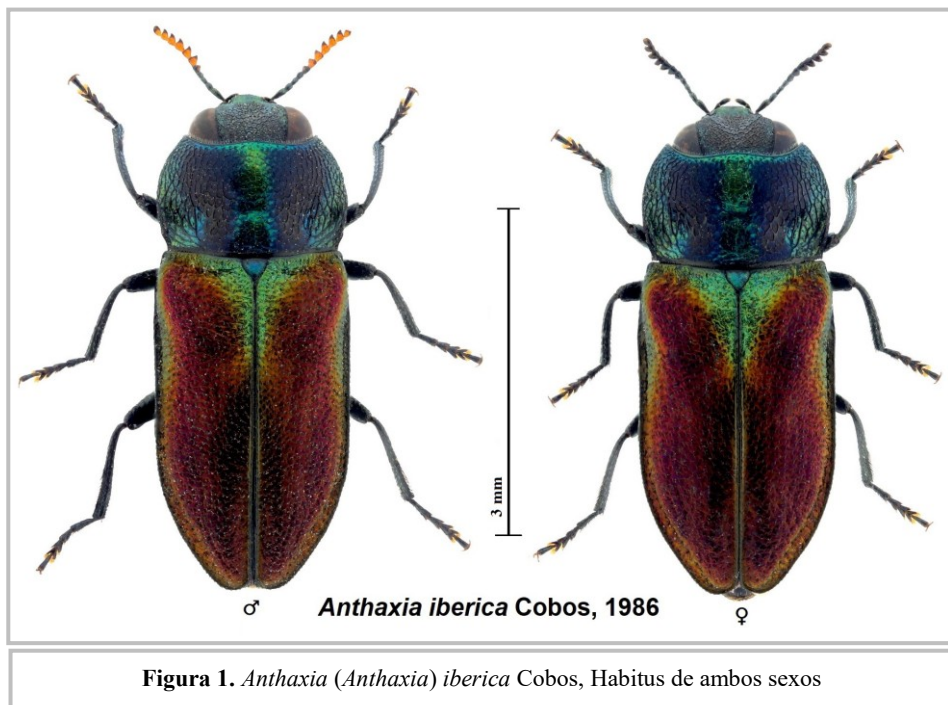 3 mm
♂ Anthaxia iberica Cobos, 1986 ♀
Figura 1. Anthaxia (Anthaxia) iberica Cobos, Habitus de ambos sexos